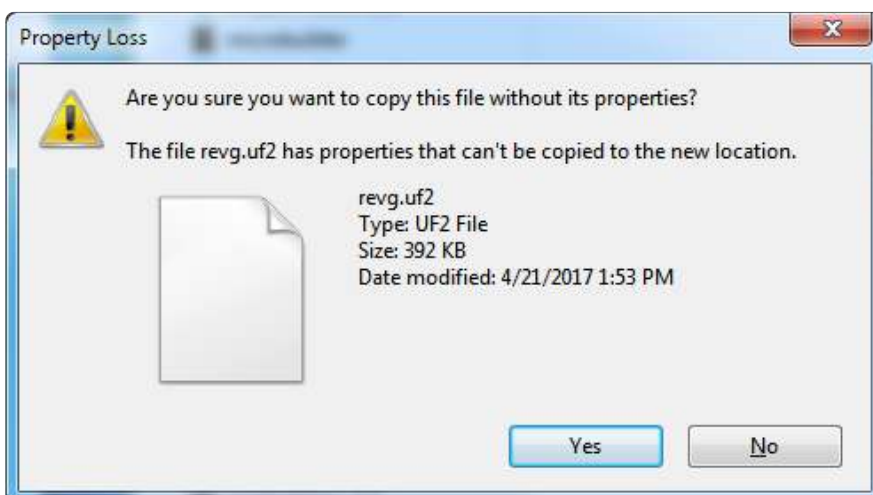 Property Loss
Are you sure you want to copy this file without its properties?
The file revg.uf2 has properties that can't be copied to the new location.
revg.uf2
Type: UF2 File
Size: 392 KB
Date modified: 4/21/2017 1:53 PM
Yes
No